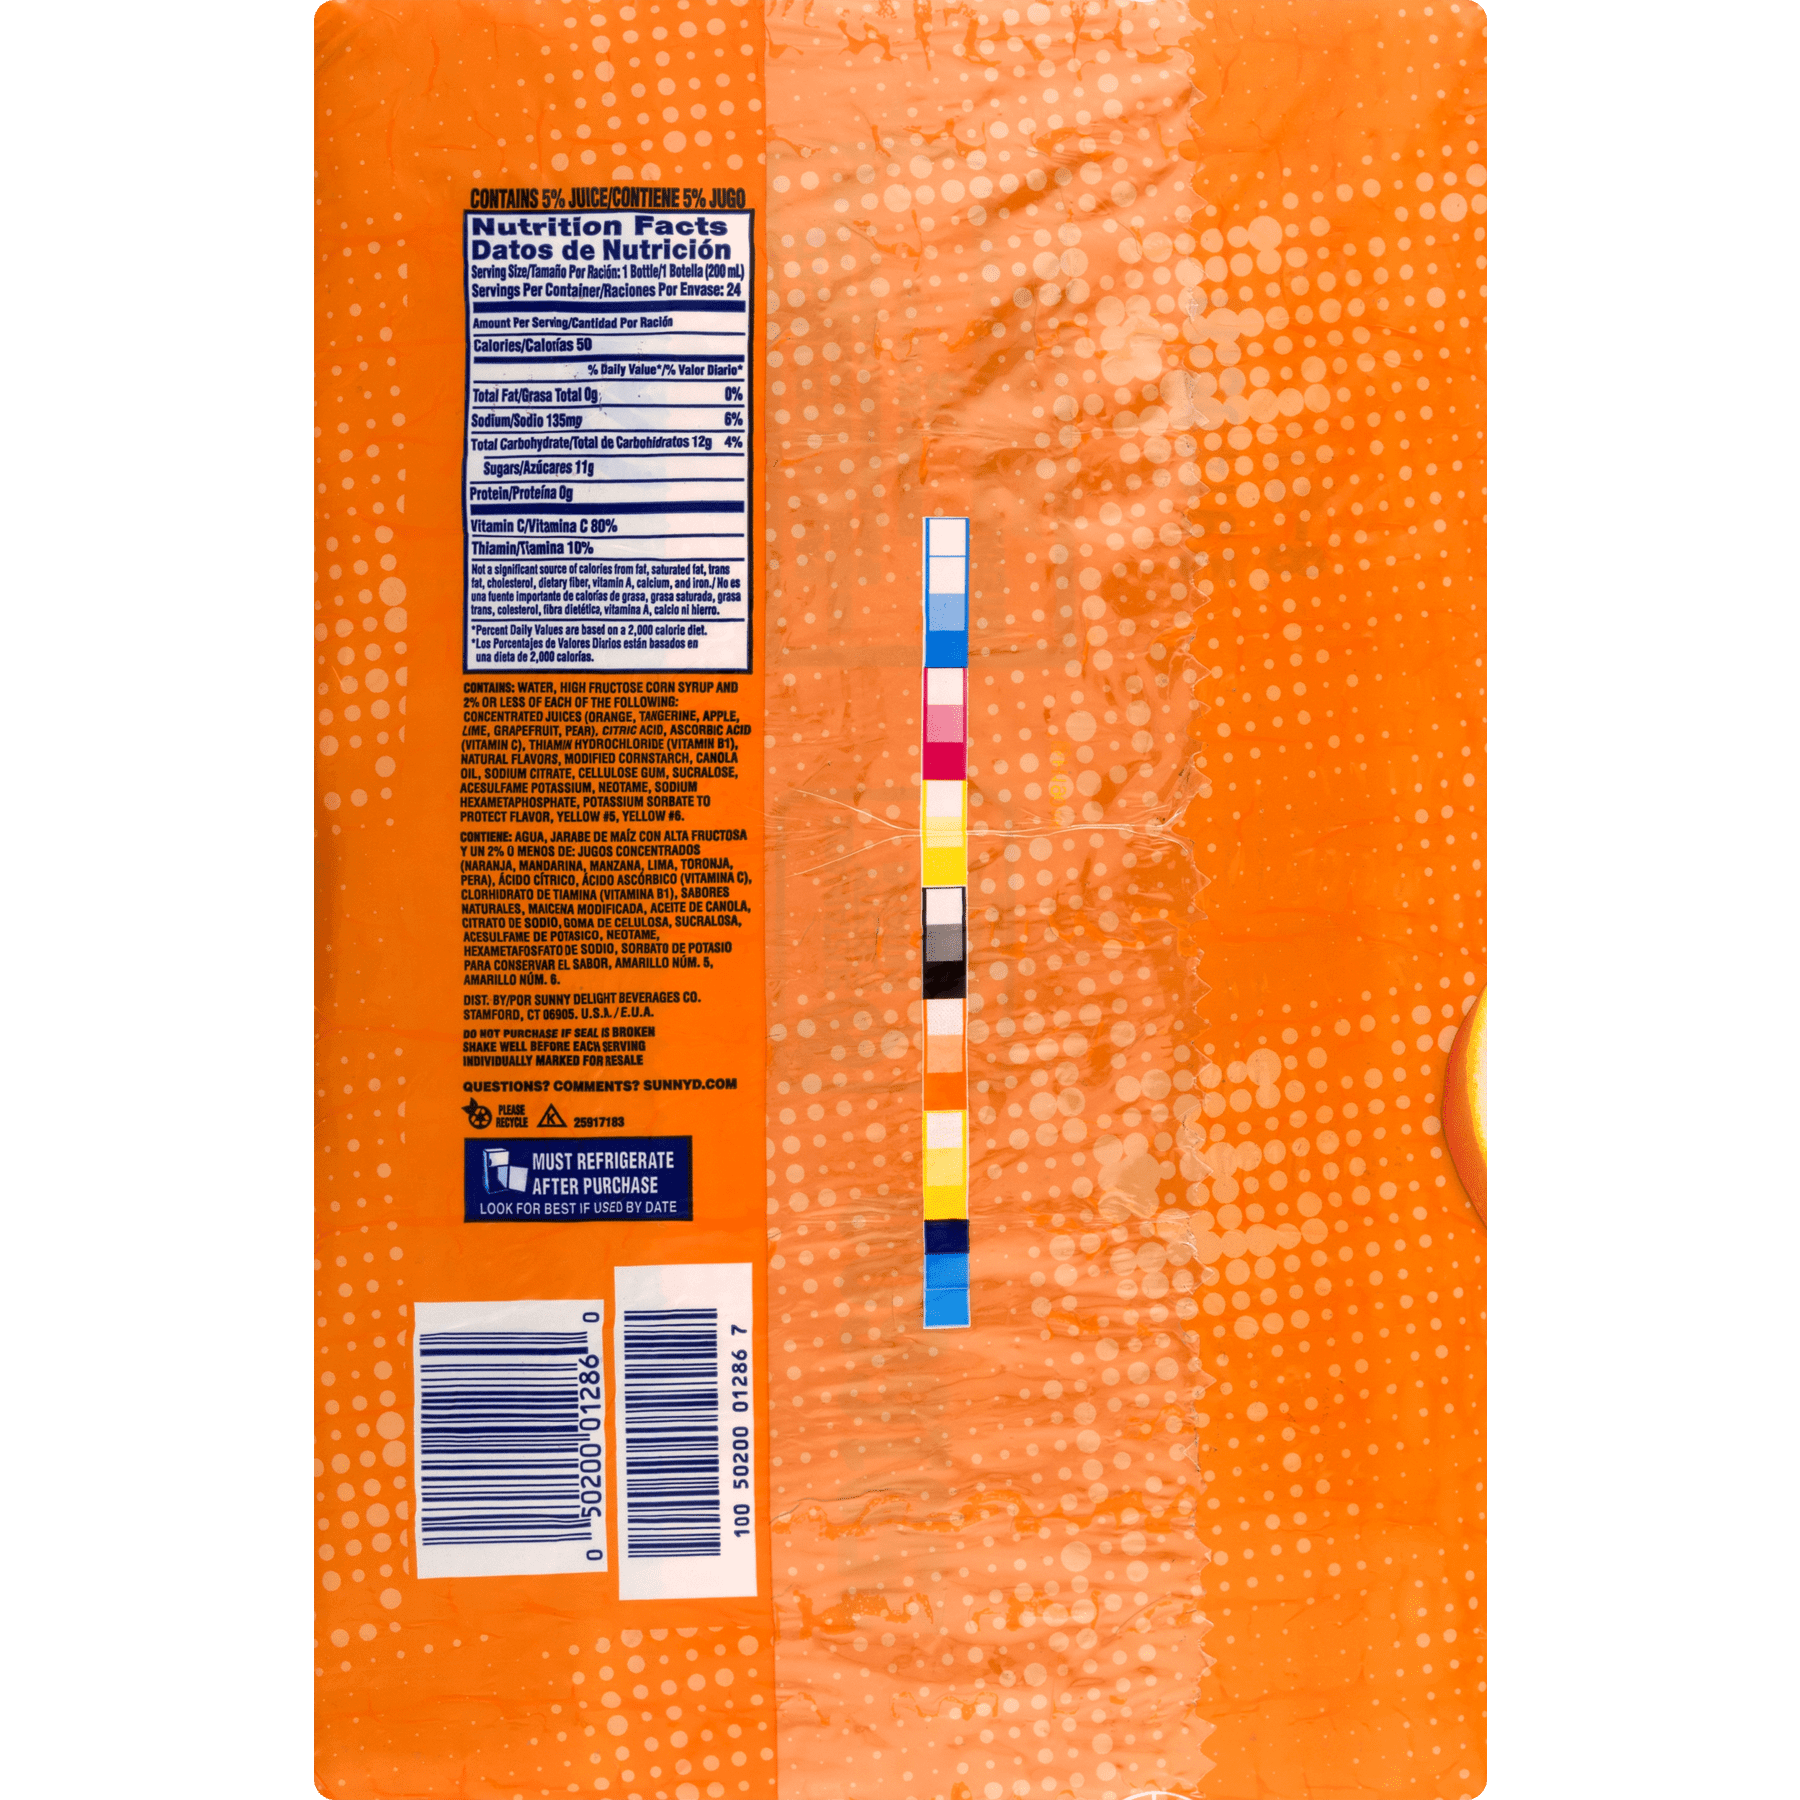 CONTAINS 5% JUICE/CONTIENE 5% JUGO
Nutrition Facts
Datos de Nutrición
Serving Size/Tamaño Por Ración: 1 Bottle/1 Botella (200 mL)
Servings Per Container/Raciones Por Envase: 24
Amount Per Serving/Cantidad Por Ración
Calories/Calorías 50
% Daily Value*/% Valor Diario*
Total Fat/Grasa Total 0g 0%
Sodium/Sodio 135mg 6%
Total Carbohydrate/Total de Carbohidratos 12g 4%
Sugars/Azúcares 11g
Protein/Proteína 0g
Vitamin C/Vitamina C 80%
Thiamin/Tiamina 10%
Not a significant source of calories from fat, saturated fat, trans
fat, cholesterol, dietary fiber, vitamin A, calcium, and iron./ No es
una fuente importante de calorías de grasa, grasa saturada, grasa
trans, colesterol, fibra dietética, vitamina A, calcio ni hierro.
*Percent Daily Values are based on a 2,000 calorie diet.
*Los Porcentajes de Valores Diarios están basados en
una dieta de 2,000 calorías.
CONTAINS: WATER, HIGH FRUCTOSE CORN SYRUP AND
2% OR LESS OF EACH OF THE FOLLOWING:
CONCENTRATED JUICES (ORANGE, TANGERINE, APPLE,
LIME, GRAPEFRUIT, PEAR), CITRIC ACID, ASCORBIC ACID
(VITAMIN C), THIAMIN HYDROCHLORIDE (VITAMIN B1),
NATURAL FLAVORS, MODIFIED CORNSTARCH, CANOLA
OIL, SODIUM CITRATE, CELLULOSE GUM, SUCRALOSE,
ACESULFAME POTASSIUM, NEOTAME, SODIUM
HEXAMETAPHOSPHATE, POTASSIUM SORBATE TO
PROTECT FLAVOR, YELLOW #5, YELLOW #6.
CONTIENE: AGUA, JARABE DE MAÍZ CON ALTA FRUCTOSA
Y UN 2% O MENOS DE: JUGOS CONCENTRADOS
(NARANJA, MANDARINA, MANZANA, LIMA, TORONJA,
PERA), ÁCIDO CÍTRICO, ÁCIDO ASCÓRBICO (VITAMINA C),
CLORHIDRATO DE TIAMINA (VITAMINA B1), SABORES
NATURALES, MAICENA MODIFICADA, ACEITE DE CANOLA,
CITRATO DE SODIO, GOMA DE CELULOSA, SUCRALOSA,
ACESULFAME DE POTASICO, NEOTAME,
HEXAMETAFOSFATO DE SODIO, SORBATO DE POTASIO
PARA CONSERVAR EL SABOR, AMARILLO NÚM. 5,
AMARILLO NÚM. 6.
DIST. BY/POR SUNNY DELIGHT BEVERAGES CO.
STAMFORD, CT 06905. U.S.A. / E.U.A.
DO NOT PURCHASE IF SEAL IS BROKEN
SHAKE WELL BEFORE EACH SERVING
INDIVIDUALLY MARKED FOR RESALE
QUESTIONS? COMMENTS? SUNNYD.COM
PLEASE
RECYCLE
K
25917183
MUST REFRIGERATE
AFTER PURCHASE
LOOK FOR BEST IF USED BY DATE
0 50200 01286 0
100 50200 01286 7